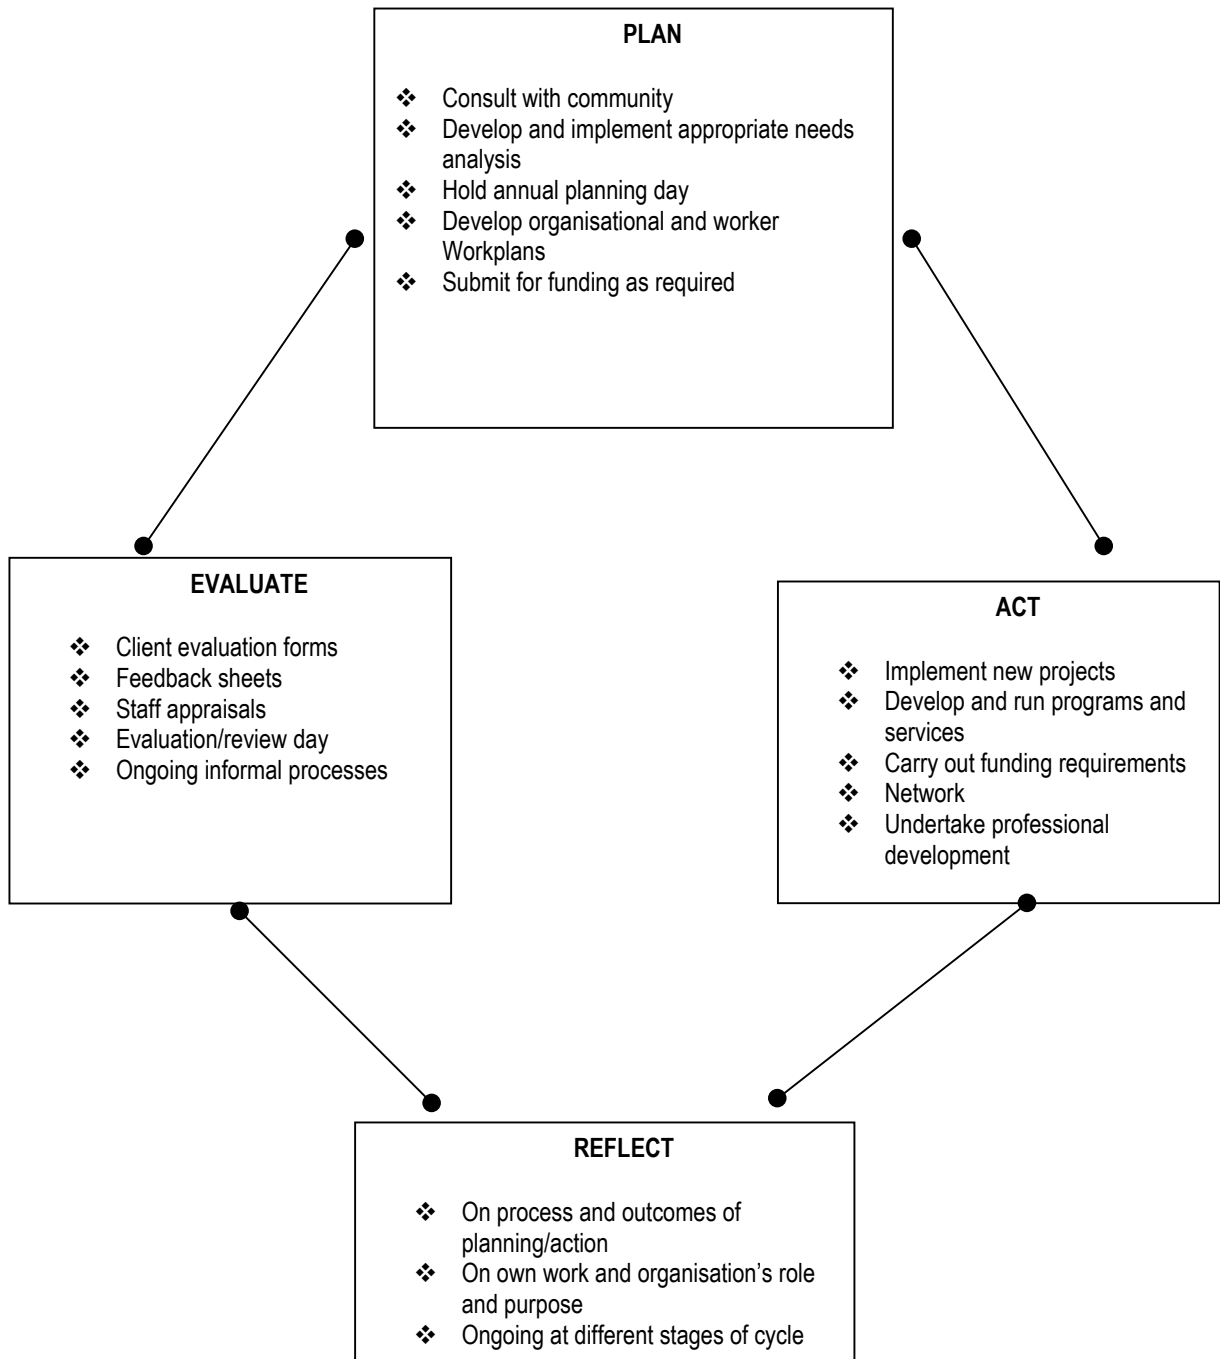 PLAN
❖ Consult with community
❖ Develop and implement appropriate needs
analysis
❖ Hold annual planning day
❖ Develop organisational and worker
Workplans
❖ Submit for funding as required
EVALUATE
❖ Client evaluation forms
❖ Feedback sheets
❖ Staff appraisals
❖ Evaluation/review day
❖ Ongoing informal processes
ACT
❖ Implement new projects
❖ Develop and run programs and
services
❖ Carry out funding requirements
❖ Network
❖ Undertake professional
development
REFLECT
❖ On process and outcomes of
planning/action
❖ On own work and organisation’s role
and purpose
❖ Ongoing at different stages of cycle